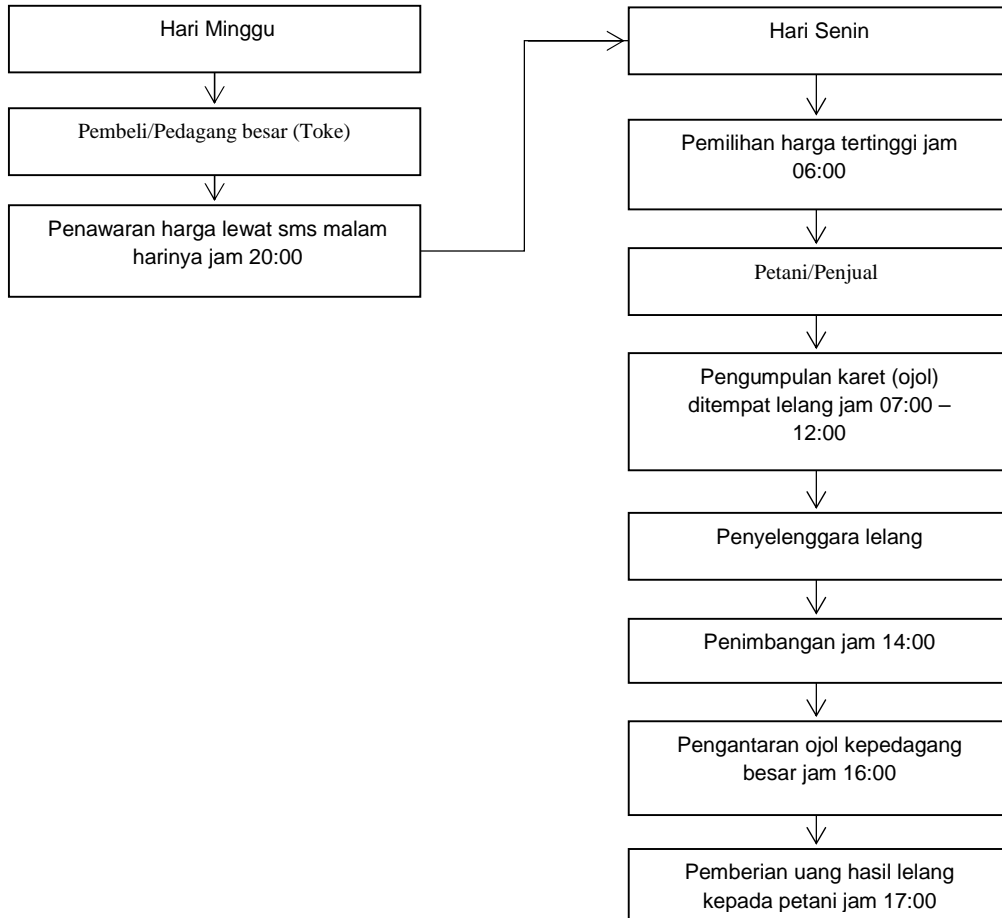 Hari Minggu
Pembeli/Pedagang besar (Toke)
Penawaran harga lewat sms malam
harinya jam 20:00
Hari Senin
Pemilihan harga tertinggi jam
06:00
Petani/Penjual
Pengumpulan karet (ojol)
ditempat lelang jam 07:00 –
12:00
Penyelenggara lelang
Penimbangan jam 14:00
Pengantaran ojol kepedagang
besar jam 16:00
Pemberian uang hasil lelang
kepada petani jam 17:00